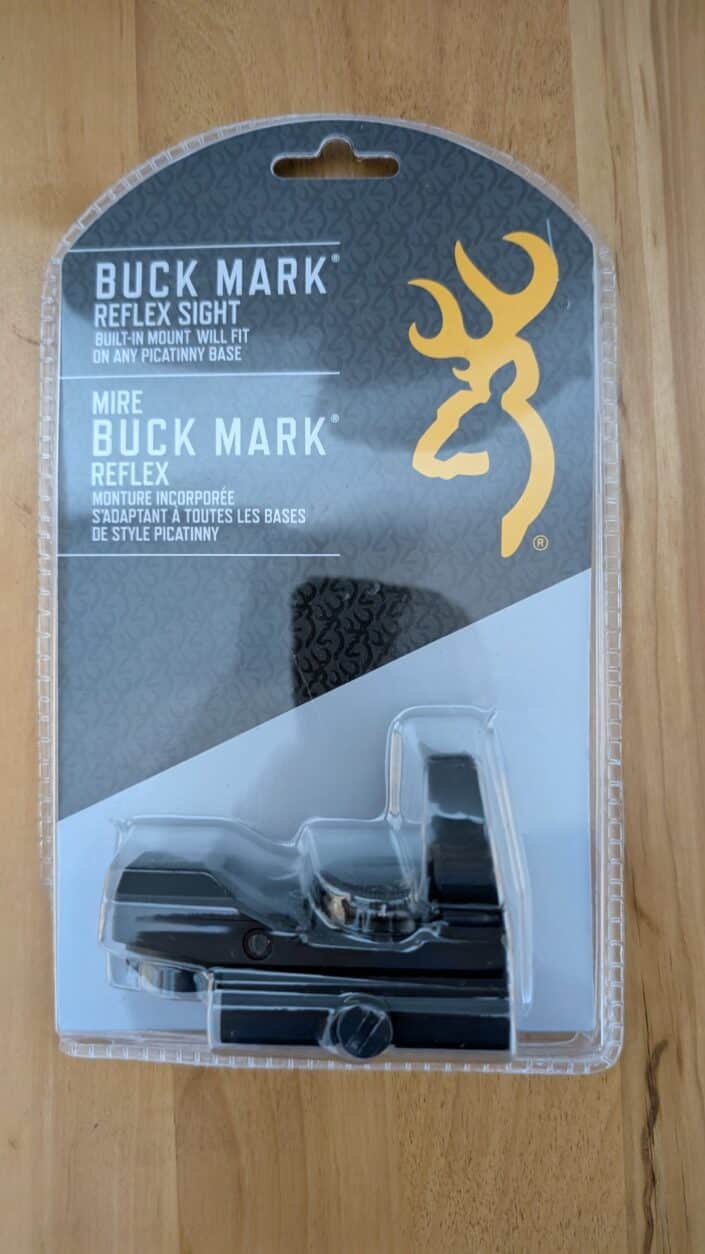 BUCK MARK®
REFLEX SIGHT
BUILT-IN MOUNT WILL FIT
ON ANY PICATINNY BASE
MIRE
BUCK MARK®
REFLEX
MONTURE INCORPORÉE
S'ADAPTANT À TOUTES LES BASES
DE STYLE PICATINNY
®